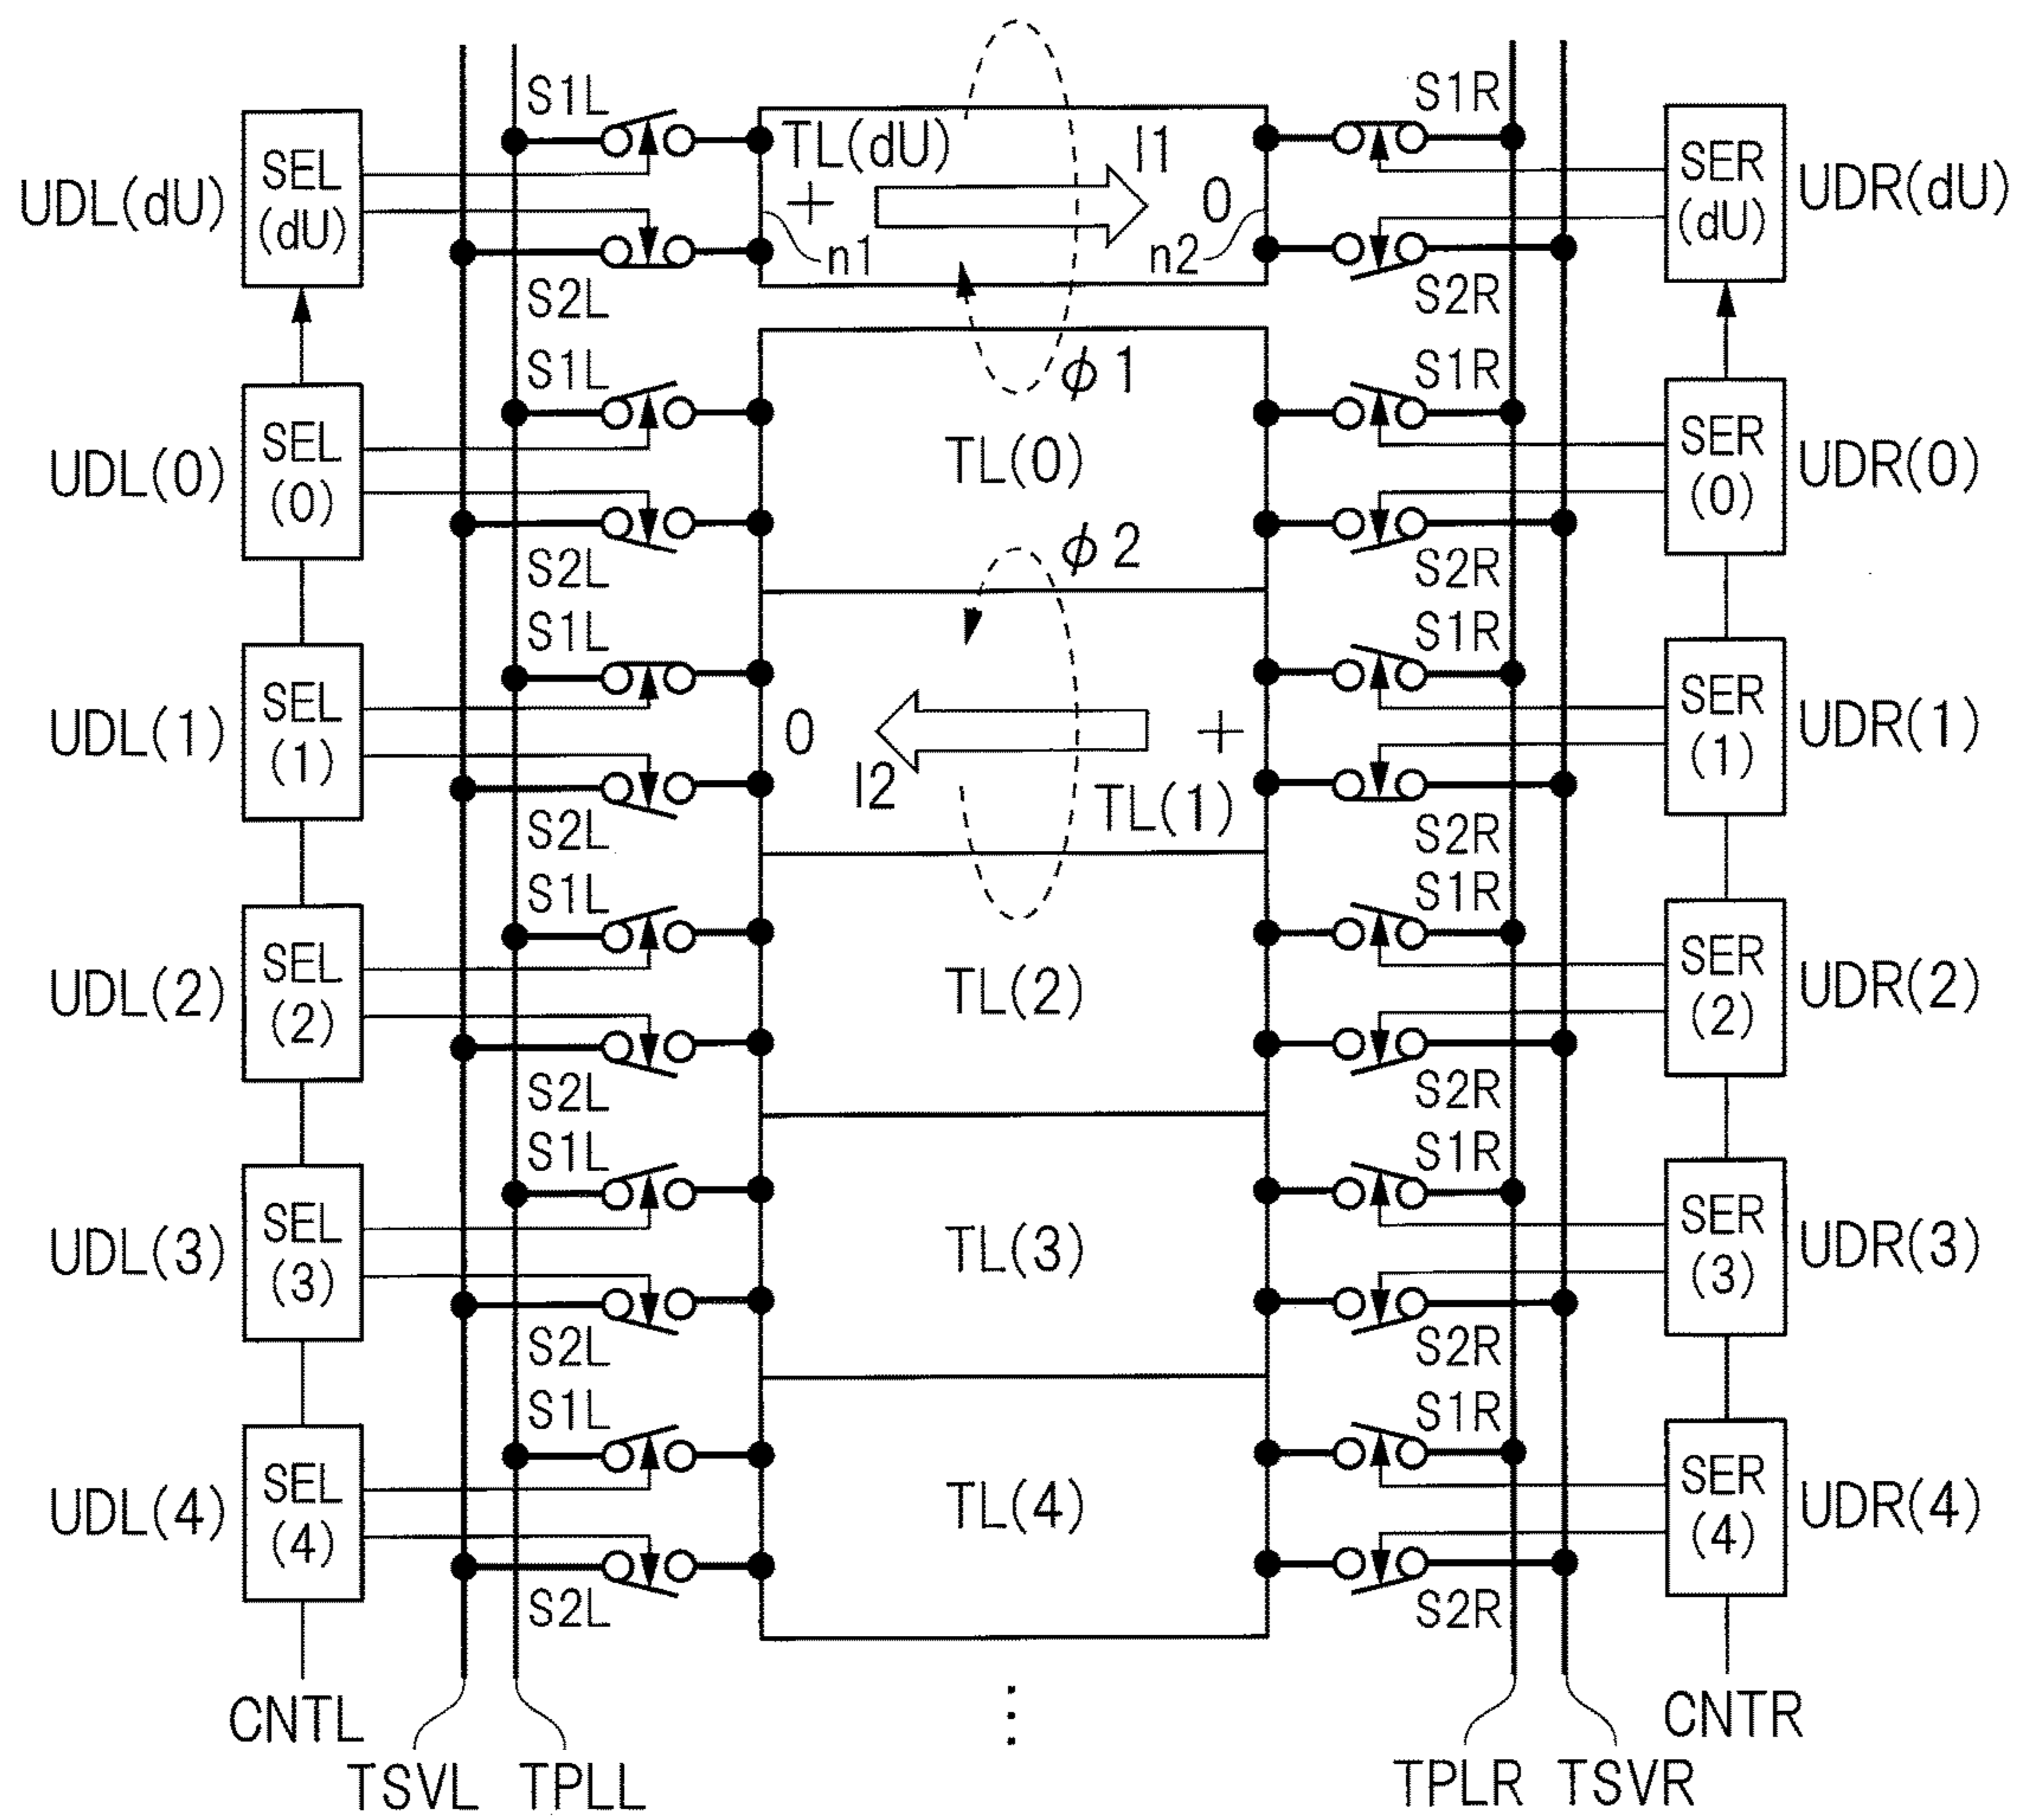 S1L
S1R
TL(dU)
I1
SEL
(dU)
UDL(dU)
+
0
SER
(dU)
UDR(dU)
n1
n2
S2L
S2R
S1L
φ1
S1R
SEL
(0)
UDL(0)
TL(0)
SER
(0)
UDR(0)
S2L
φ2
S2R
S1L
S1R
SEL
(1)
UDL(1)
0
+
SER
(1)
UDR(1)
I2
TL(1)
S2L
S2R
S1L
S1R
SEL
(2)
UDL(2)
TL(2)
SER
(2)
UDR(2)
S2L
S2R
S1L
S1R
SEL
(3)
UDL(3)
TL(3)
SER
(3)
UDR(3)
S2L
S2R
S1L
S1R
SEL
(4)
UDL(4)
TL(4)
SER
(4)
UDR(4)
S2L
S2R
CNTL
⋮
CNTR
TSVL
TPLL
TPLR
TSVR